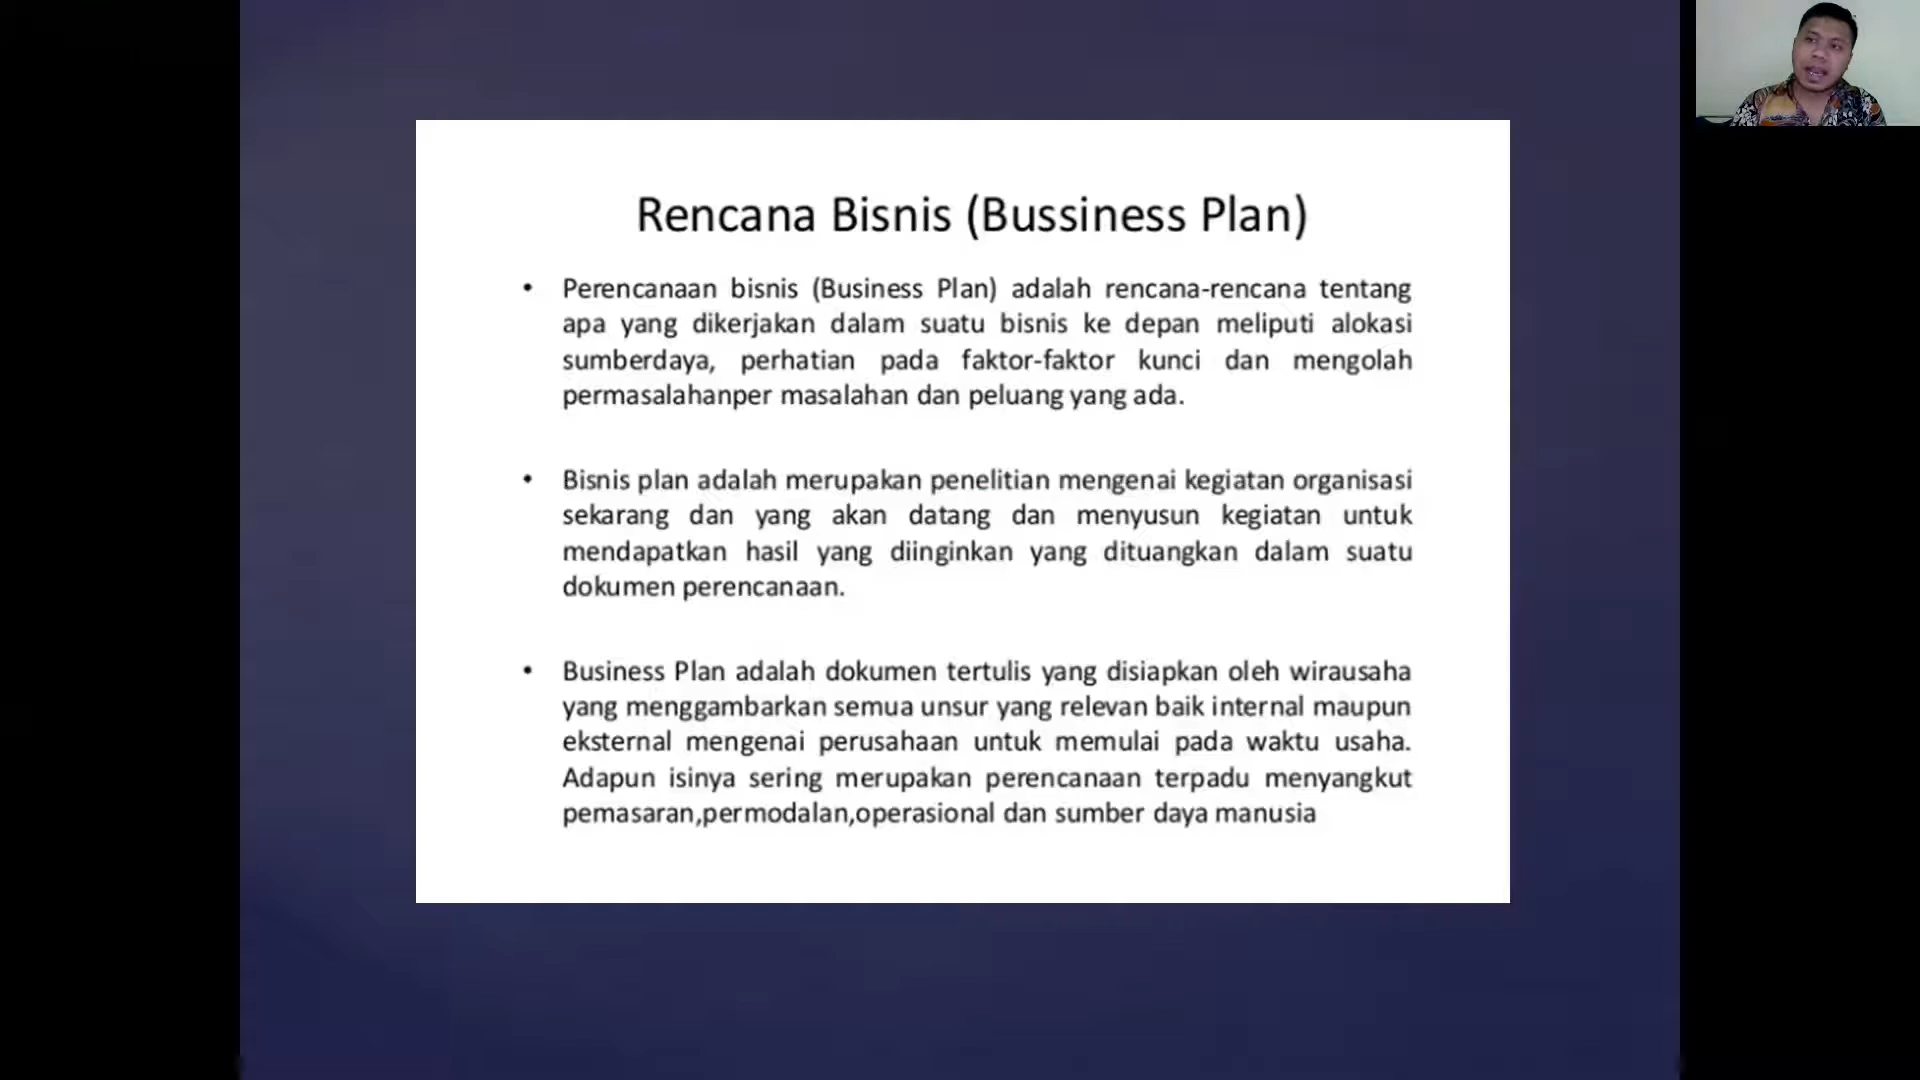 Rencana Bisnis (Bussiness Plan)
• Perencanaan bisnis (Business Plan) adalah rencana-rencana tentang
apa yang dikerjakan dalam suatu bisnis ke depan meliputi alokasi
sumberdaya, perhatian pada faktor-faktor kunci dan mengolah
permasalahanper masalahan dan peluang yang ada.
• Bisnis plan adalah merupakan penelitian mengenai kegiatan organisasi
sekarang dan yang akan datang dan menyusun kegiatan untuk
mendapatkan hasil yang diinginkan yang dituangkan dalam suatu
dokumen perencanaan.
• Business Plan adalah dokumen tertulis yang disiapkan oleh wirausaha
yang menggambarkan semua unsur yang relevan baik internal maupun
eksternal mengenai perusahaan untuk memulai pada waktu usaha.
Adapun isinya sering merupakan perencanaan terpadu menyangkut
pemasaran,permodalan,operasional dan sumber daya manusia